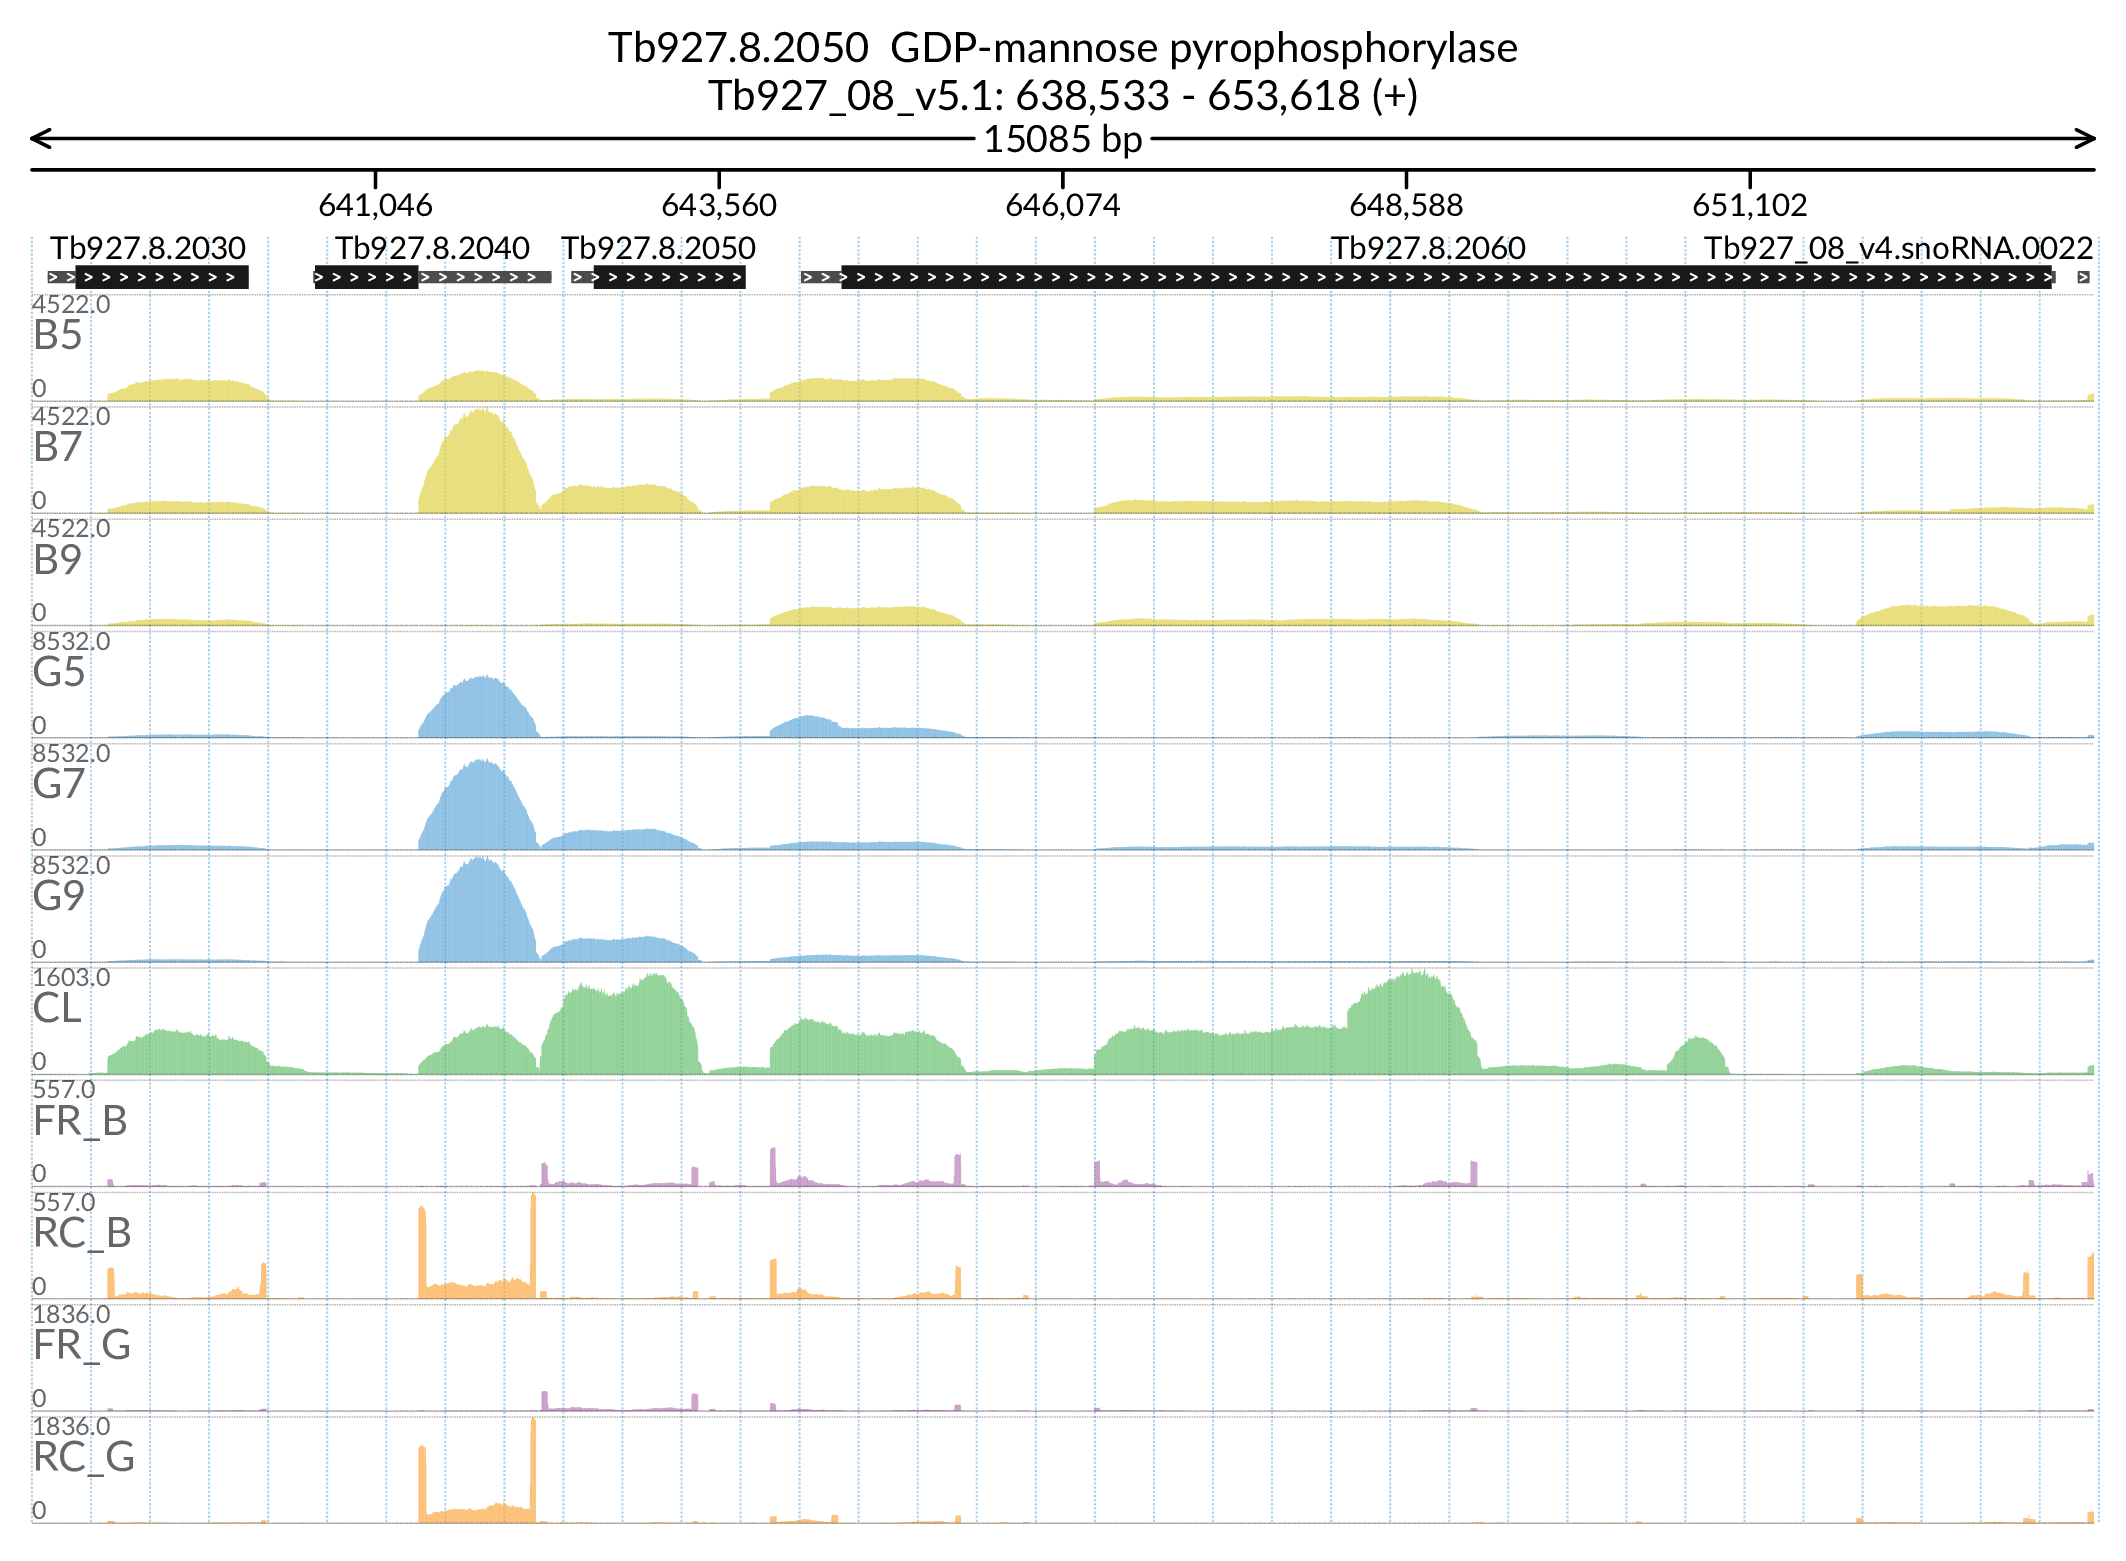 Tb927.8.2050 GDP-mannose pyrophosphorylase
Tb927_08_v5.1: 638,533 - 653,618 (+)
15085 bp
641,046 643,560 646,074 648,588 651,102
Tb927.8.2030 Tb927.8.2040 Tb927.8.2050 Tb927.8.2060 Tb927_08_v4.snoRNA.0022
4522.0
B5
0
4522.0
B7
0
4522.0
B9
0
8532.0
G5
0
8532.0
G7
0
8532.0
G9
0
1603.0
CL
0
557.0
FR_B
0
557.0
RC_B
0
1836.0
FR_G
0
1836.0
RC_G
0